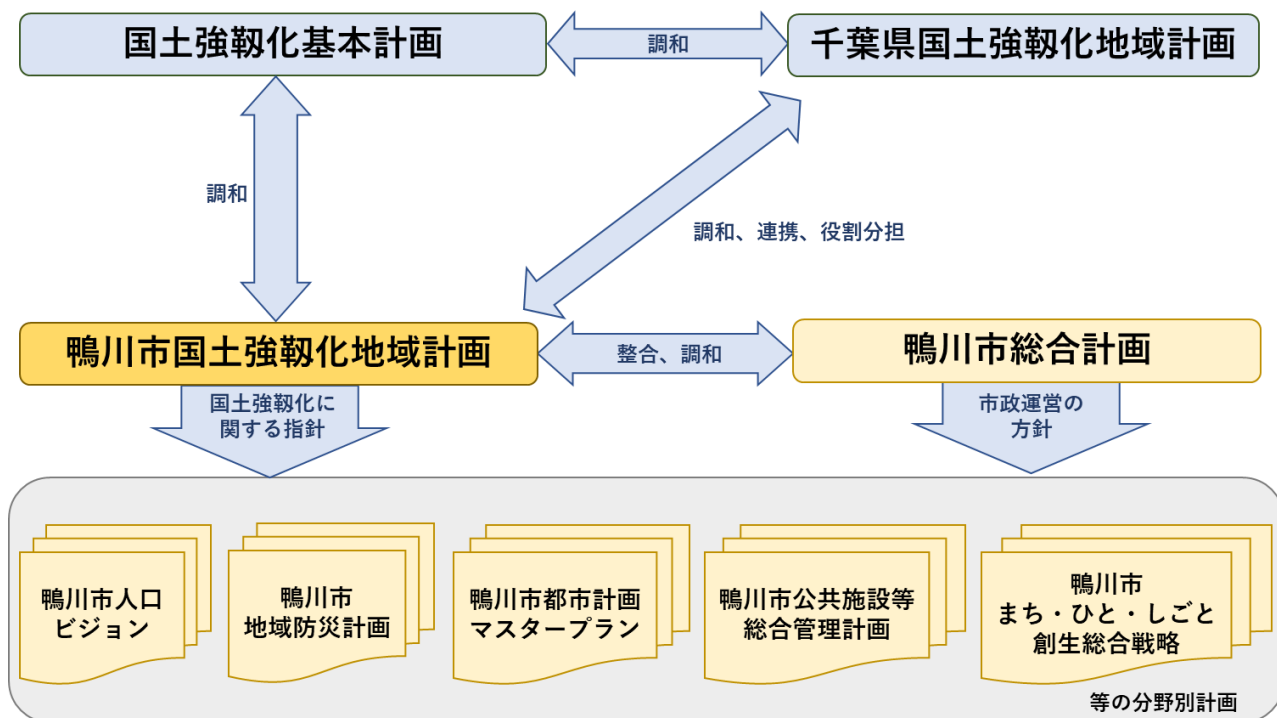 国土強靱化基本計画
調和
千葉県国土強靱化地域計画
調和
調和、連携、役割分担
鴨川市国土強靱化地域計画
整合、調和
鴨川市総合計画
国土強靱化に
関する指針
市政運営の
方針
鴨川市人口
ビジョン
鴨川市
地域防災計画
鴨川市都市計画
マスタープラン
鴨川市公共施設等
総合管理計画
鴨川市
まち・ひと・しごと
創生総合戦略
等の分野別計画